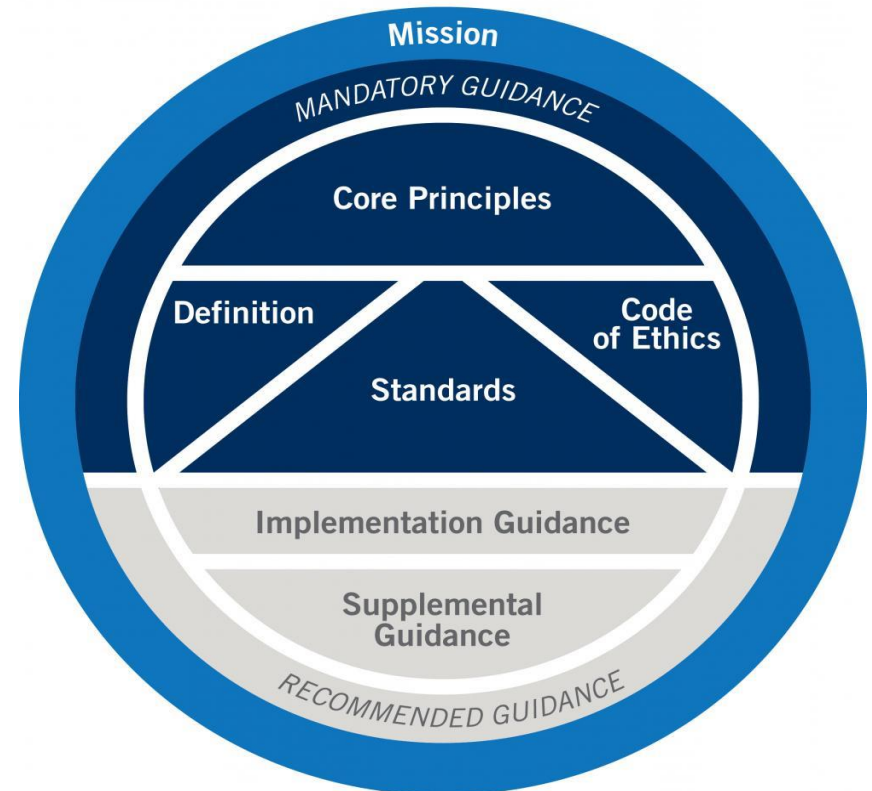 Mission
MANDATORY GUIDANCE
Core Principles
Definition
Code
of Ethics
Standards
Implementation Guidance
Supplemental
Guidance
RECOMMENDED GUIDANCE